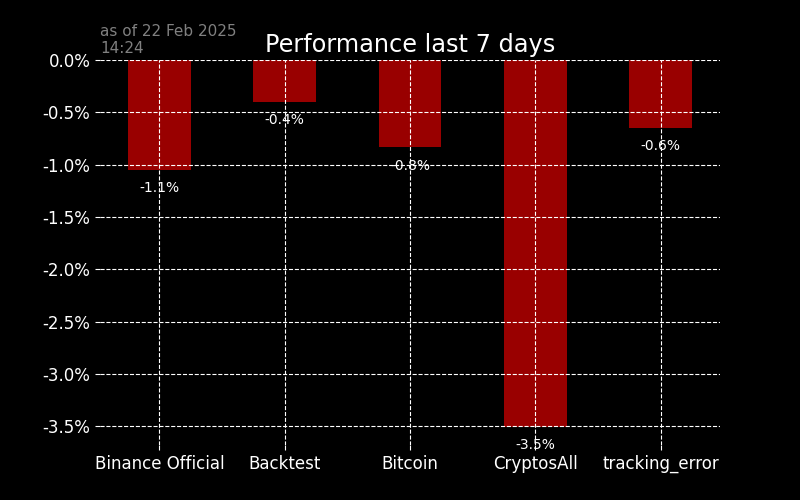 as of 22 Feb 2025
14:24
Performance last 7 days
0.0%
-0.5%
-1.0%
-1.5%
-2.0%
-2.5%
-3.0%
-3.5%
-1.1%
-0.4%
-0.8%
-3.5%
-0.6%
Binance Official
Backtest
Bitcoin
CryptosAll
tracking_error